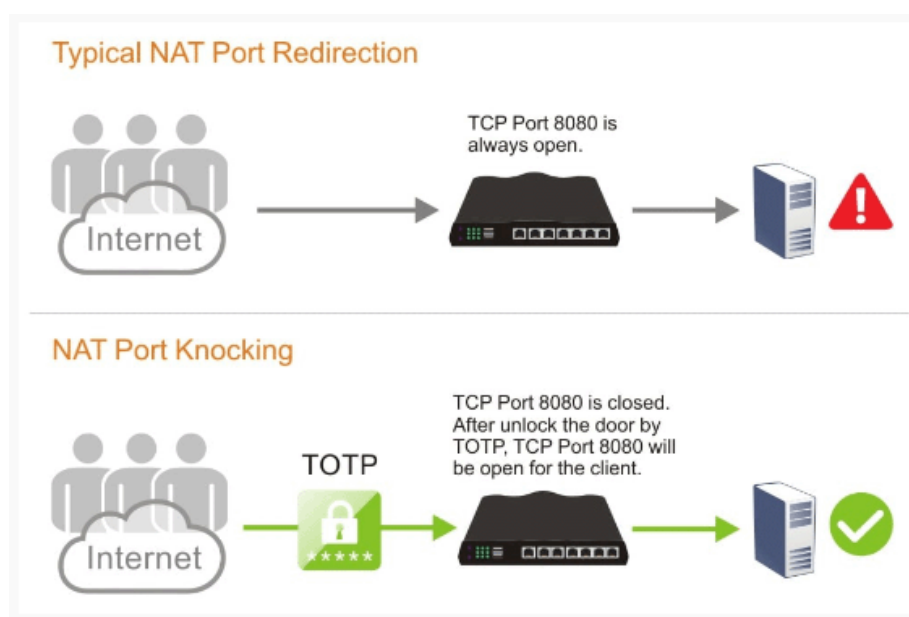 Typical NAT Port Redirection
TCP Port 8080 is
always open.
Internet
NAT Port Knocking
TCP Port 8080 is closed.
After unlock the door by
TOTP, TCP Port 8080 will
be open for the client.
TOTP
*****
Internet